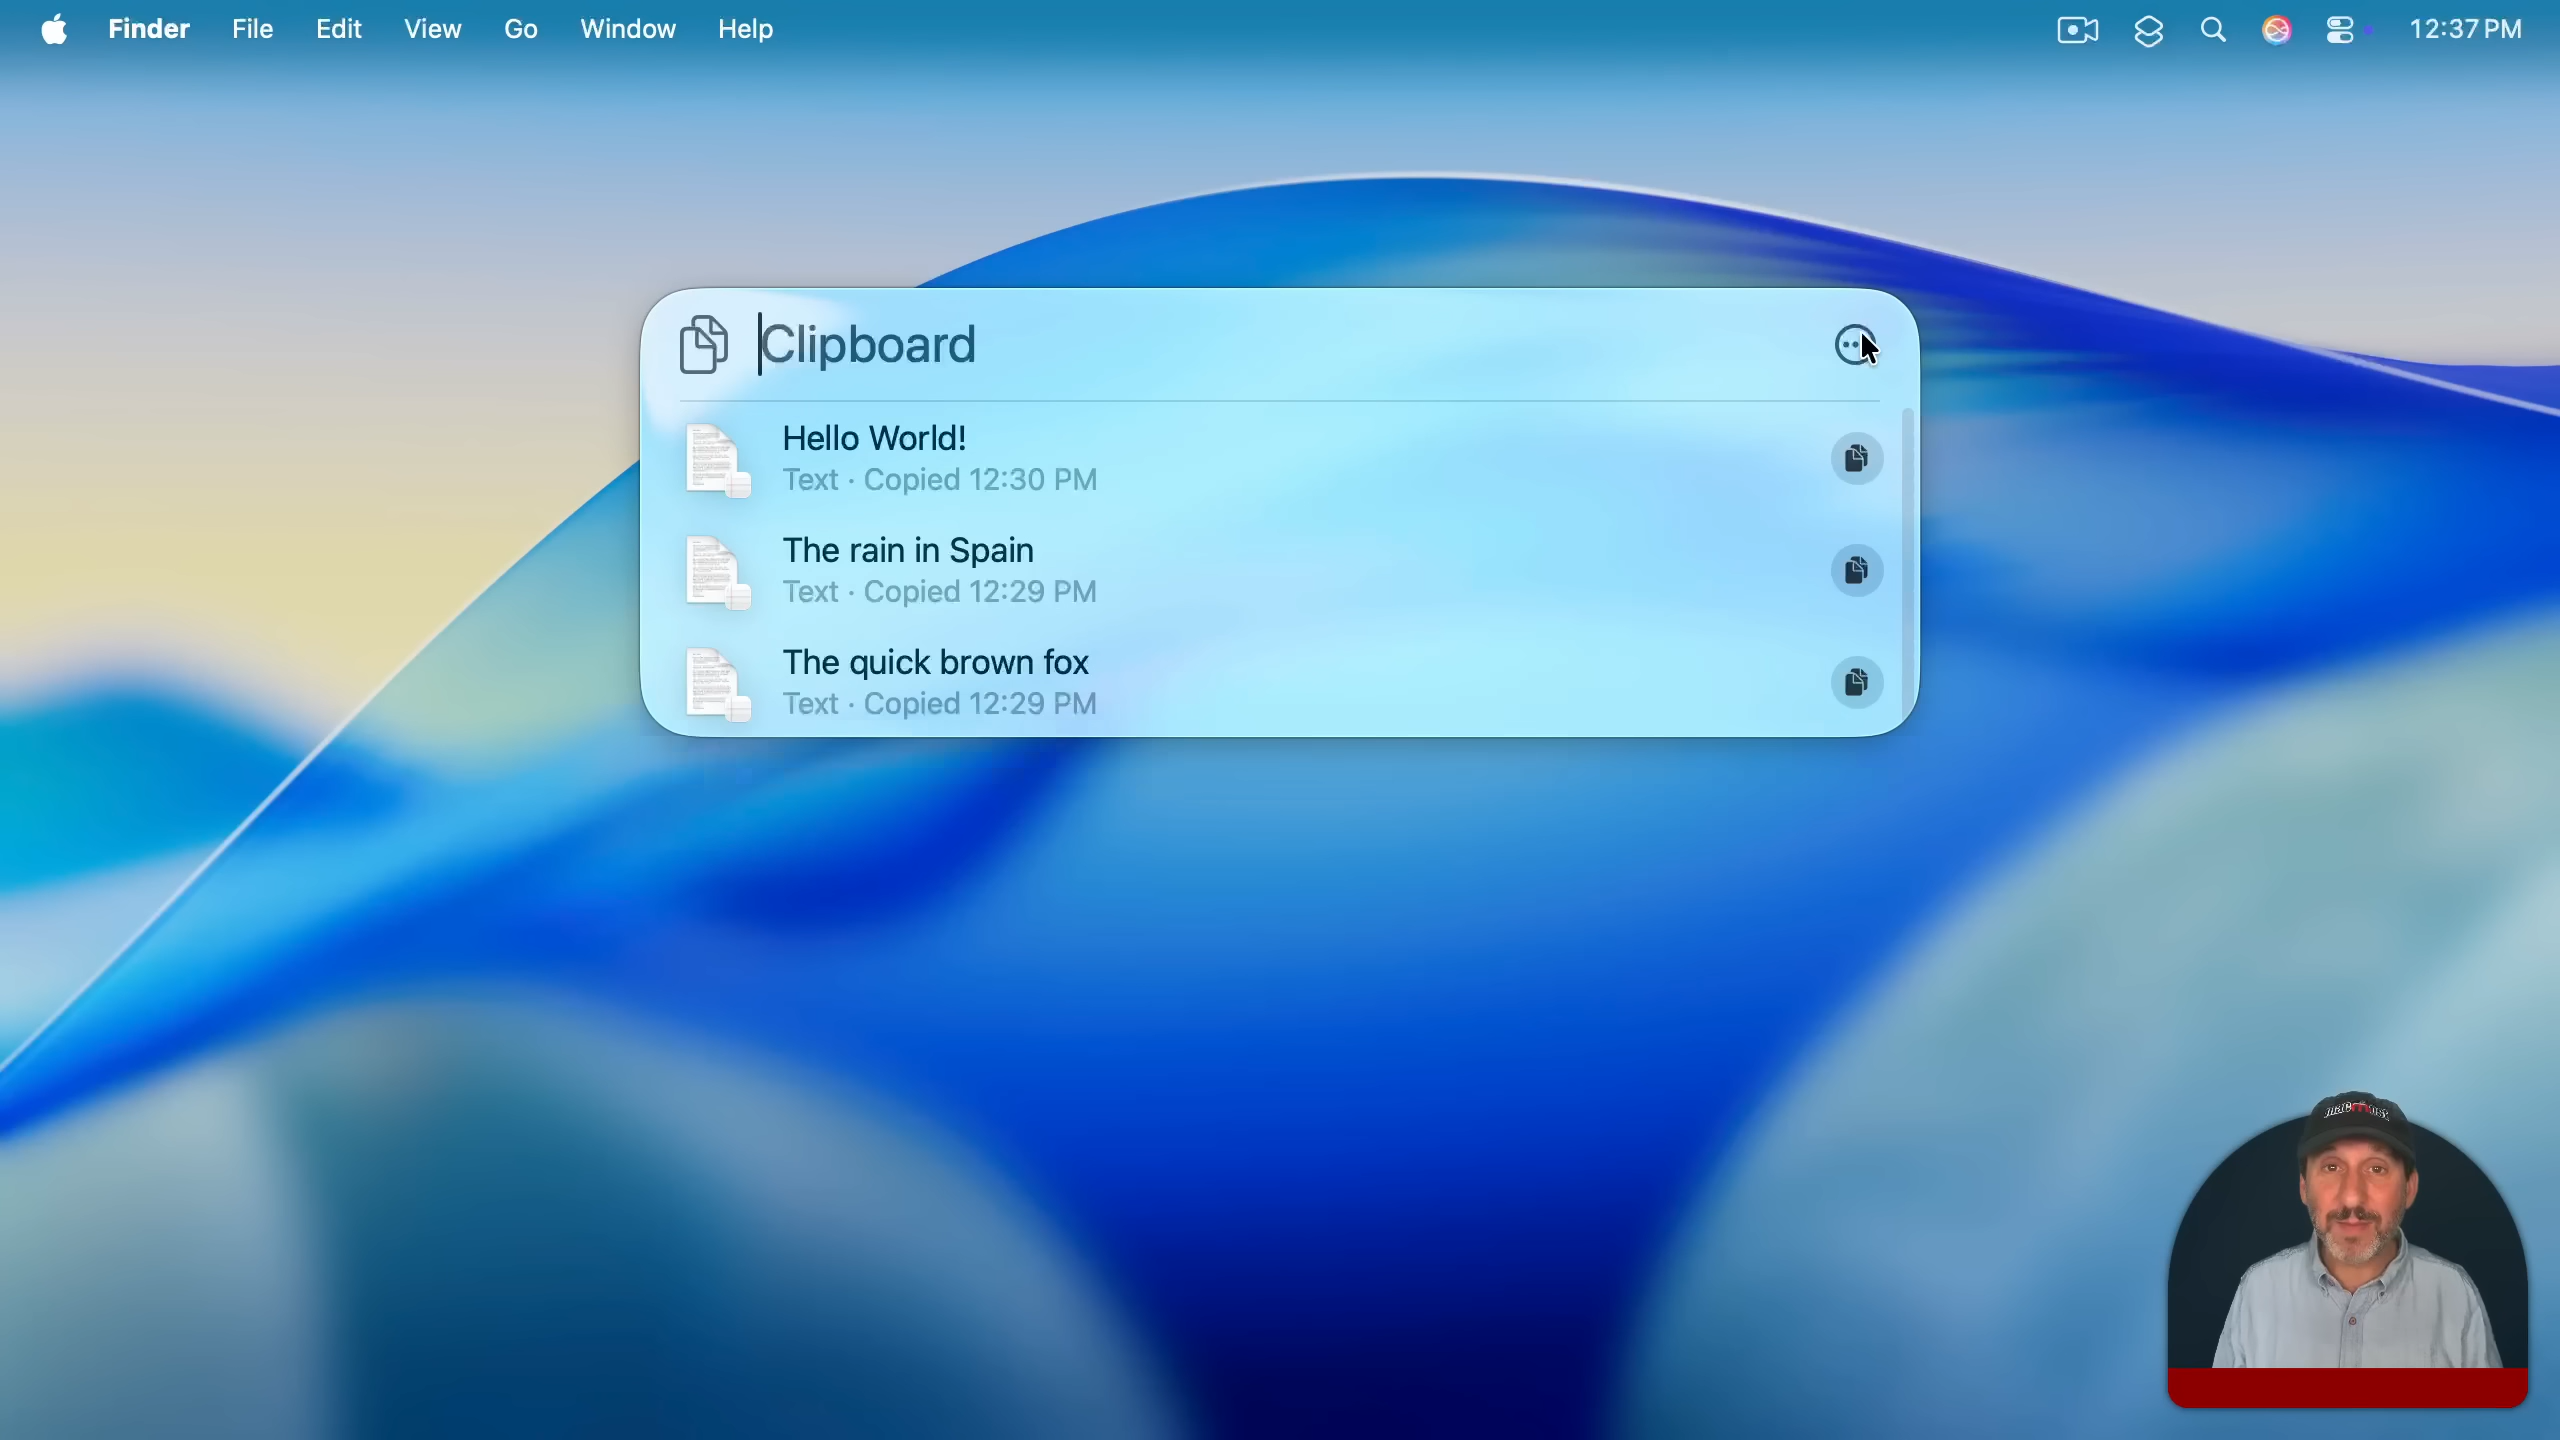 Finder File Edit View Go Window Help 12:37 PM
Clipboard
Hello World!
Text · Copied 12:30 PM
The rain in Spain
Text · Copied 12:29 PM
The quick brown fox
Text · Copied 12:29 PM